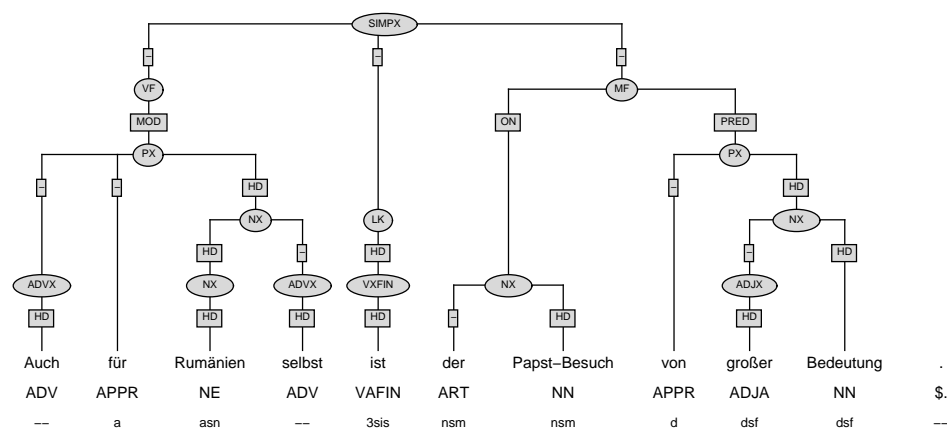 SIMPX
– – –
VF MF
MOD ON PRED
PX PX
– – HD – HD
NX LK NX
HD – HD – HD
ADVX NX ADVX VXFIN NX ADJX
HD HD HD HD – HD HD
Auch für Rumänien selbst ist der Papst–Besuch von großer Bedeutung .
ADV APPR NE ADV VAFIN ART NN APPR ADJA NN $.
–– a asn –– 3sis nsm nsm d dsf dsf ––